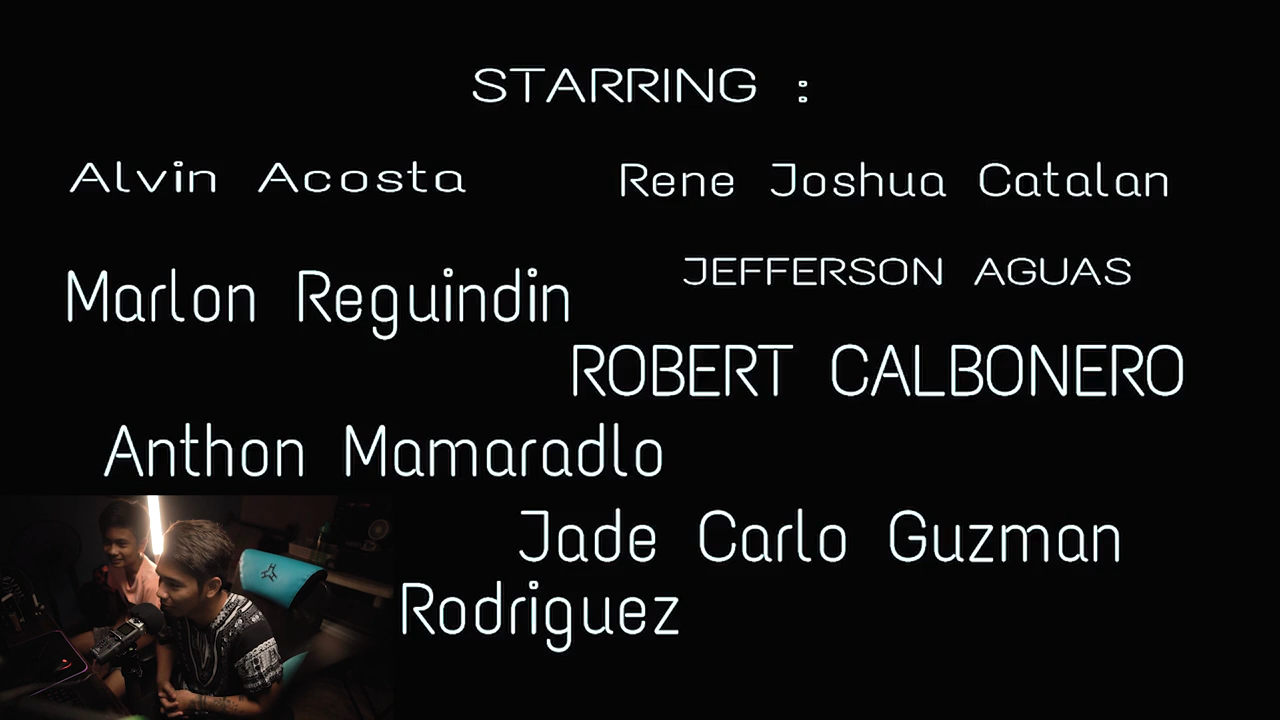 STARRING :
Alvin Acosta
Rene Joshua Catalan
Marlon Reguindin
JEFFERSON AGUAS
ROBERT CALBONERO
Anthon Mamaradlo
Jade Carlo Guzman
Rodriguez